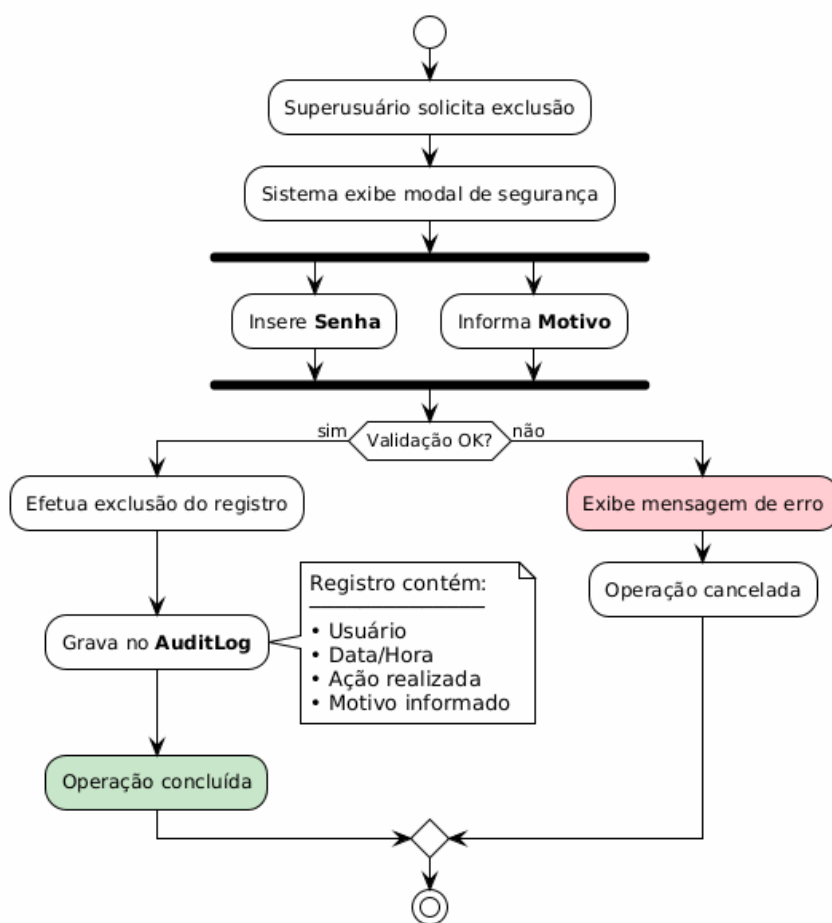 Superusuário solicita exclusão
Sistema exibe modal de segurança
Insere Senha
Informa Motivo
sim
Validação OK?
não
Efetua exclusão do registro
Exibe mensagem de erro
Registro contém:
• Usuário
• Data/Hora
• Ação realizada
• Motivo informado
Operação cancelada
Grava no AuditLog
Operação concluída